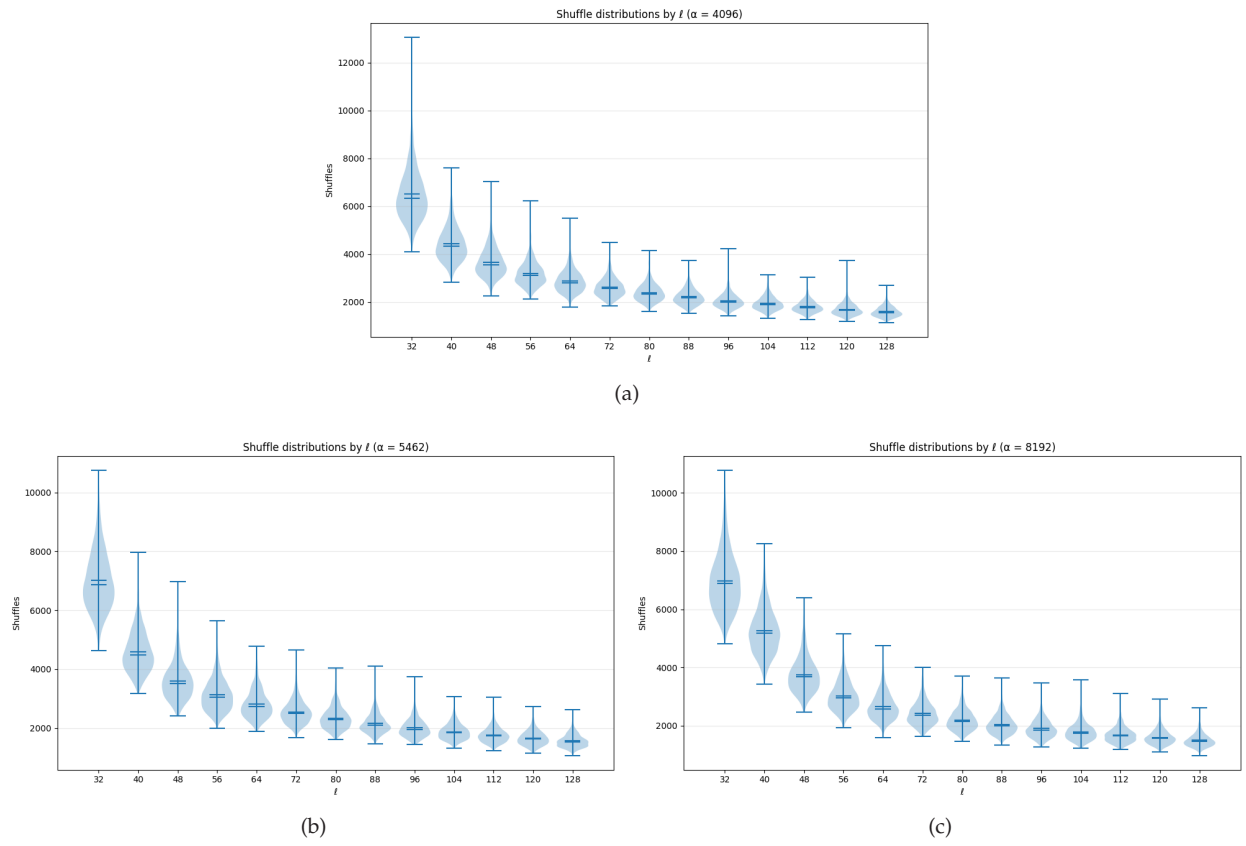 Shuffle distributions by ℓ (α = 4096)
12000
10000
8000
6000
4000
2000
Shuffles
32 40 48 56 64 72 80 88 96 104 112 120 128
ℓ
(a)
Shuffle distributions by ℓ (α = 5462)
10000
8000
6000
4000
2000
Shuffles
32 40 48 56 64 72 80 88 96 104 112 120 128
ℓ
(b)
Shuffle distributions by ℓ (α = 8192)
10000
8000
6000
4000
2000
Shuffles
32 40 48 56 64 72 80 88 96 104 112 120 128
ℓ
(c)